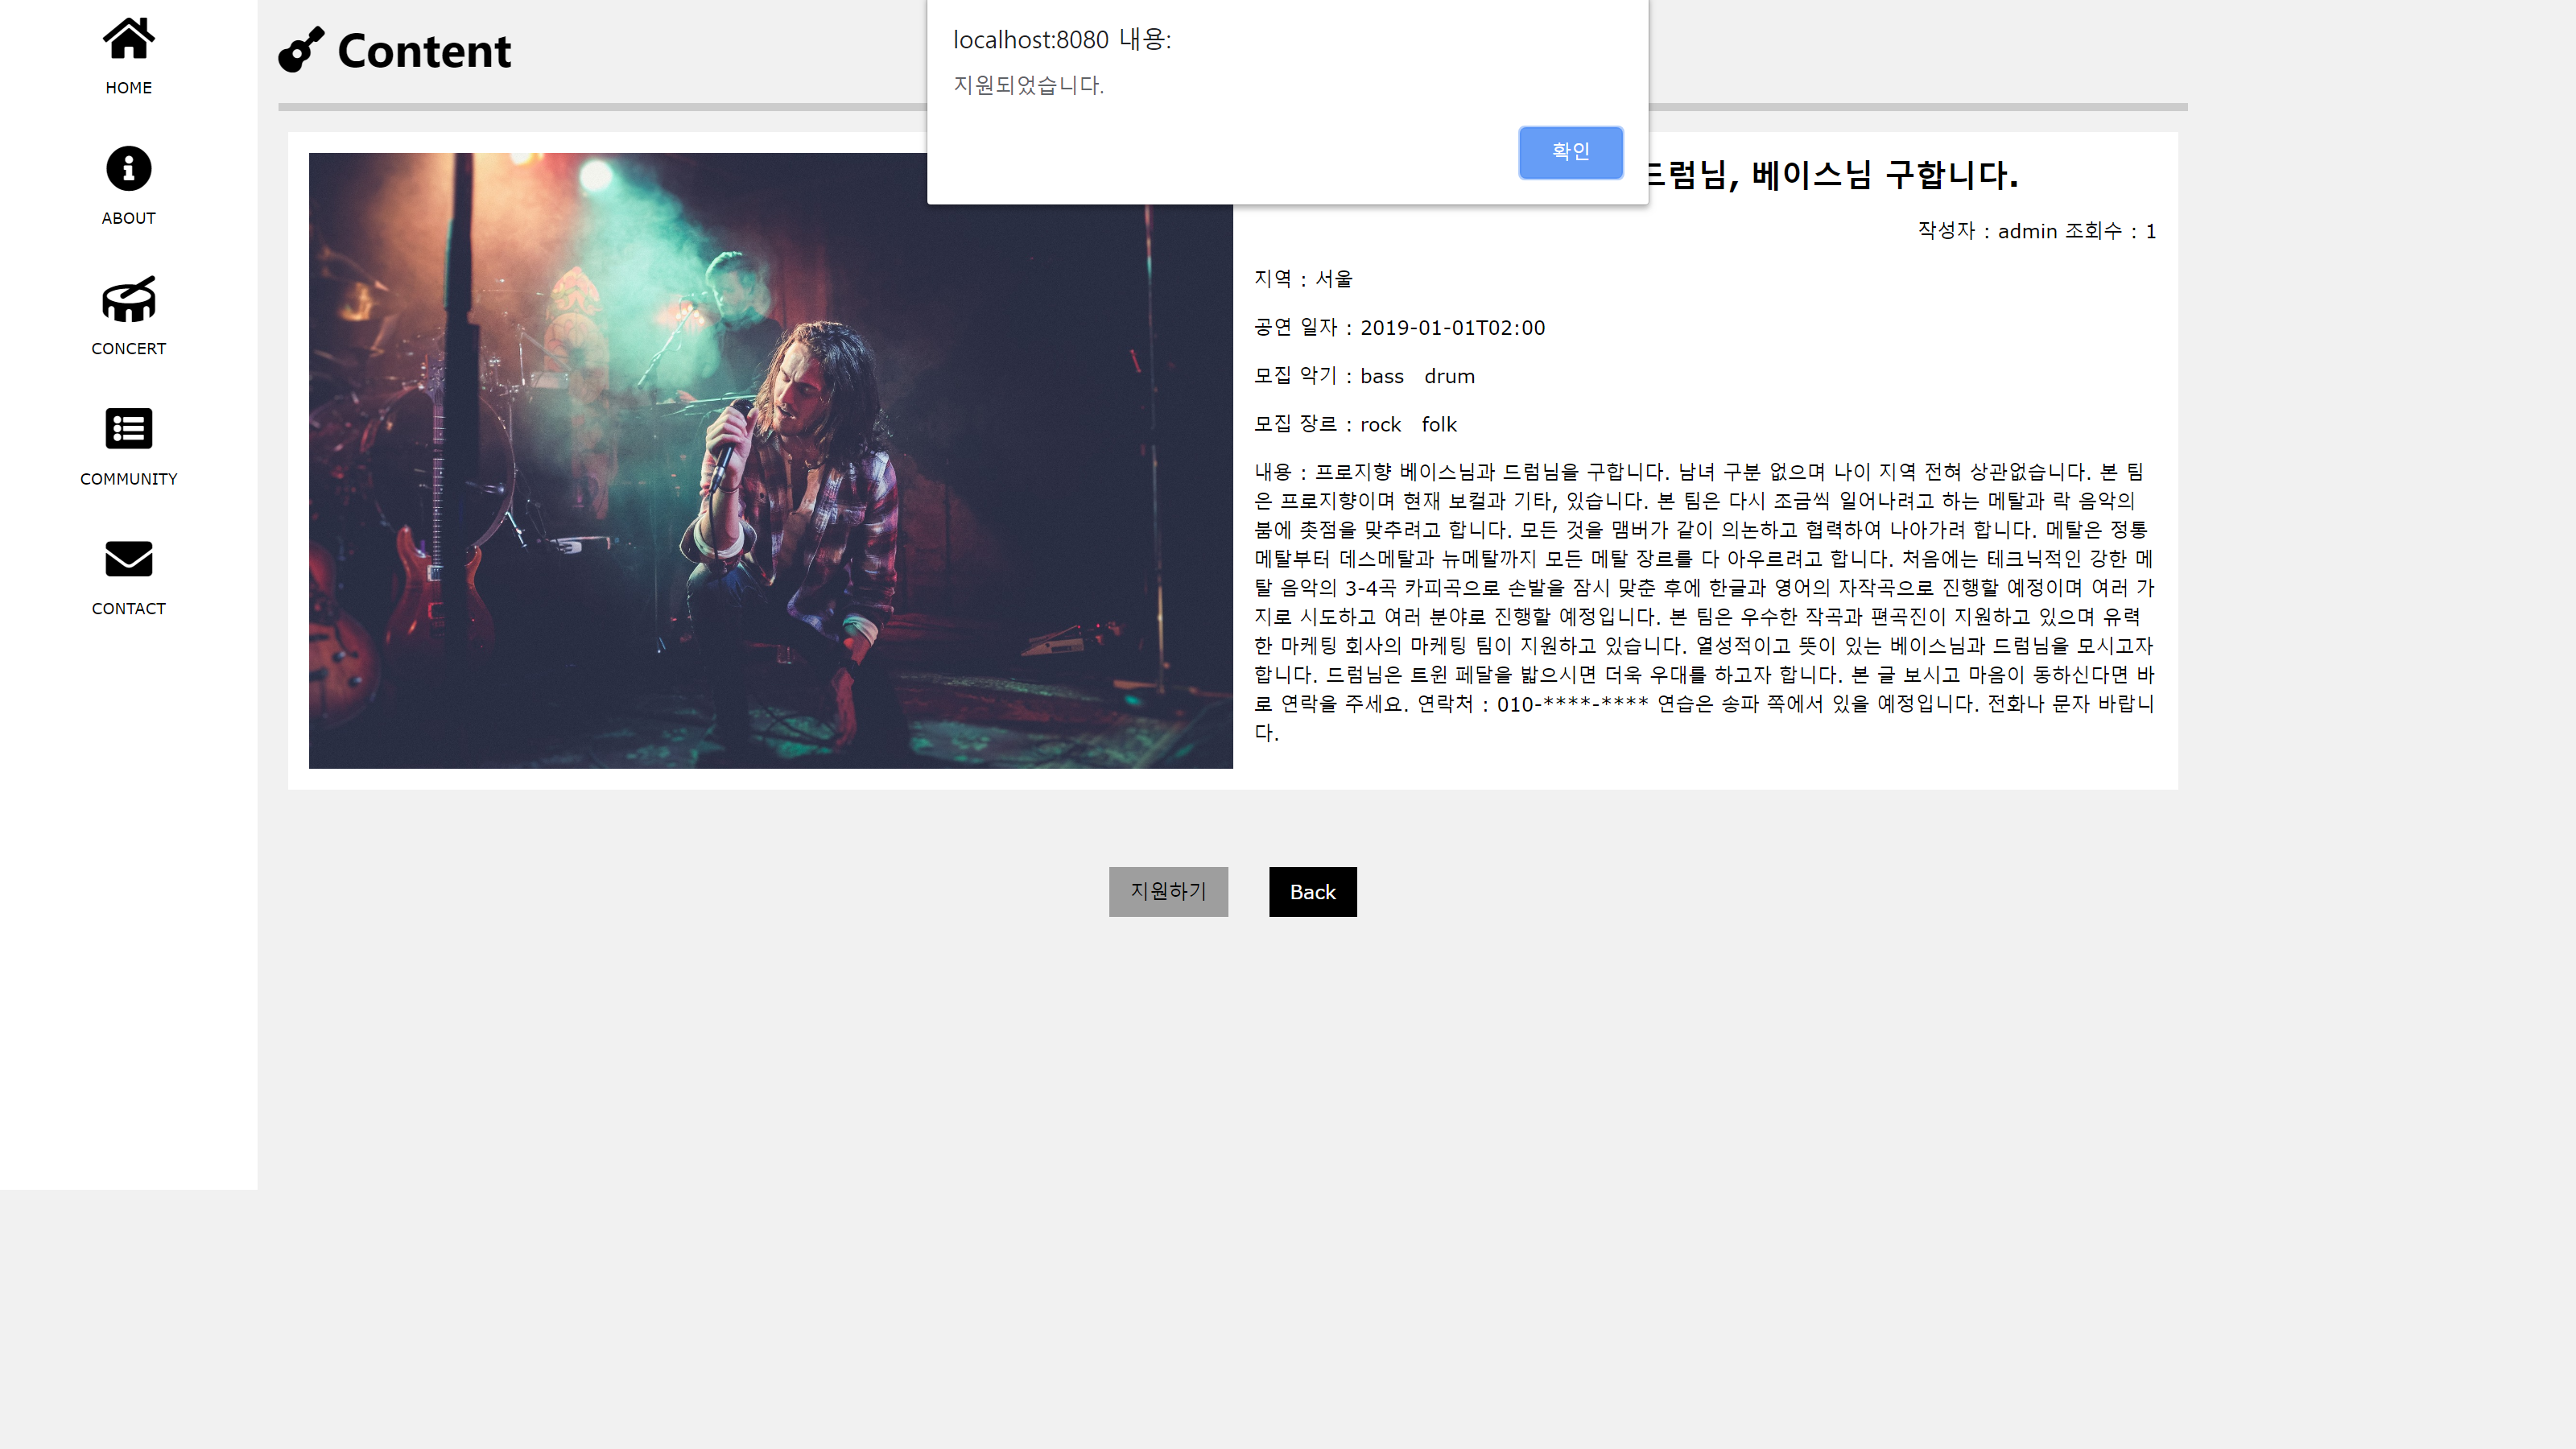 localhost:8080 내용:
지원되었습니다.
확인
HOME
ABOUT
CONCERT
COMMUNITY
CONTACT
Content
드럼님, 베이스님 구합니다.
작성자 : admin 조회수 : 1
지역 : 서울
공연 일자 : 2019-01-01T02:00
모집 악기 : bass drum
모집 장르 : rock folk
내용 : 프로지향 베이스님과 드럼님을 구합니다. 남녀 구분 없으며 나이 지역 전혀 상관없습니다. 본 팀
은 프로지향이며 현재 보컬과 기타, 있습니다. 본 팀은 다시 조금씩 일어나려고 하는 메탈과 락 음악의
붐에 촛점을 맞추려고 합니다. 모든 것을 맴버가 같이 의논하고 협력하여 나아가려 합니다. 메탈은 정통
메탈부터 데스메탈과 뉴메탈까지 모든 메탈 장르를 다 아우르려고 합니다. 처음에는 테크닉적인 강한 메
탈 음악의 3-4곡 카피곡으로 손발을 잠시 맞춘 후에 한글과 영어의 자작곡으로 진행할 예정이며 여러 가
지로 시도하고 여러 분야로 진행할 예정입니다. 본 팀은 우수한 작곡과 편곡진이 지원하고 있으며 유력
한 마케팅 회사의 마케팅 팀이 지원하고 있습니다. 열성적이고 뜻이 있는 베이스님과 드럼님을 모시고자
합니다. 드럼님은 트윈 페달을 밟으시면 더욱 우대를 하고자 합니다. 본 글 보시고 마음이 동하신다면 바
로 연락을 주세요. 연락처 : 010-****-**** 연습은 송파 쪽에서 있을 예정입니다. 전화나 문자 바랍니
다.
지원하기
Back